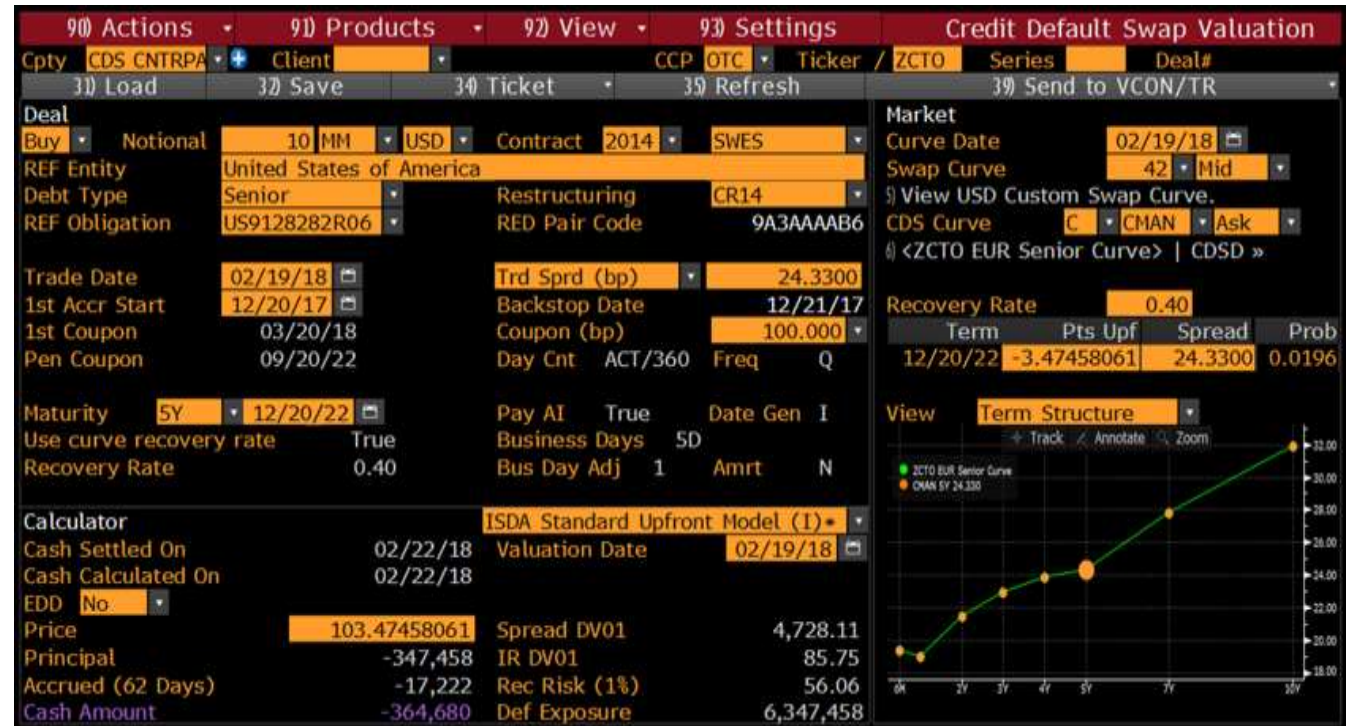 90) Actions 91) Products 92) View 93) Settings Credit Default Swap Valuation
Cpty CDS CNTRPA Client CCP OTC Ticker / ZCTO Series Deal#
31) Load 32) Save 34) Ticket 35) Refresh 39) Send to VCON/TR
Deal Market
Buy Notional 10 MM USD Contract 2014 SWES Curve Date 02/19/18
REF Entity United States of America Swap Curve 42 Mid
Debt Type Senior Restructuring CR14 5) View USD Custom Swap Curve.
REF Obligation US9128282R06 RED Pair Code 9A3AAAAB6 CDS Curve C CMAN Ask
6) <ZCTO EUR Senior Curve> | CDSD »
Trade Date 02/19/18 Trd Sprd (bp) 24.3300
1st Accr Start 12/20/17 Backstop Date 12/21/17 Recovery Rate 0.40
1st Coupon 03/20/18 Coupon (bp) 100.000 Term Pts Upf Spread Prob
Pen Coupon 09/20/22 Day Cnt ACT/360 Freq Q 12/20/22 -3.47458061 24.3300 0.0196
Maturity 5Y 12/20/22 Pay AI True Date Gen I View Term Structure
Use curve recovery rate True Business Days 5D Track Annotate Zoom
Recovery Rate 0.40 Bus Day Adj 1 Amrt N
ZCTO EUR Senior Curve
CMAN 5Y 24.330
32.00
30.00
28.00
26.00
24.00
22.00
20.00
18.00
6M 2Y 3Y 4Y 5Y 7Y 10Y
Calculator ISDA Standard Upfront Model (I)
Cash Settled On 02/22/18 Valuation Date 02/19/18
Cash Calculated On 02/22/18
EDD No
Price 103.47458061 Spread DV01 4,728.11
Principal -347,458 IR DV01 85.75
Accrued (62 Days) -17,222 Rec Risk (1%) 56.06
Cash Amount -364,680 Def Exposure 6,347,458